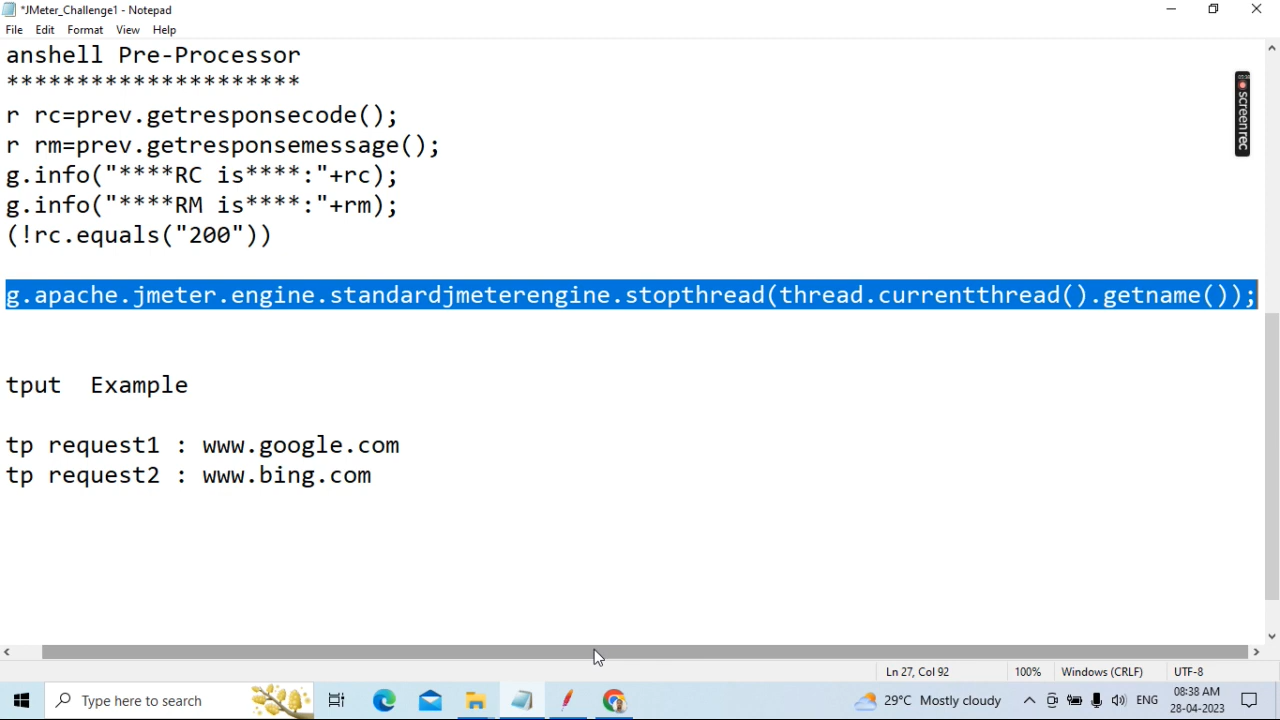 *JMeter_Challenge1 - Notepad
File Edit Format View Help
anshell Pre-Processor
*********************
r rc=prev.getresponsecode();
r rm=prev.getresponsemessage();
g.info("****RC is****:"+rc);
g.info("****RM is****:"+rm);
(!rc.equals("200"))
g.apache.jmeter.engine.standardjmeterengine.stopthread(thread.currentthread().getname());
tput  Example
tp request1 : www.google.com
tp request2 : www.bing.com
screenrec
Ln 27, Col 92 100% Windows (CRLF) UTF-8
Type here to search
29°C Mostly cloudy
ENG
08:38 AM
28-04-2023